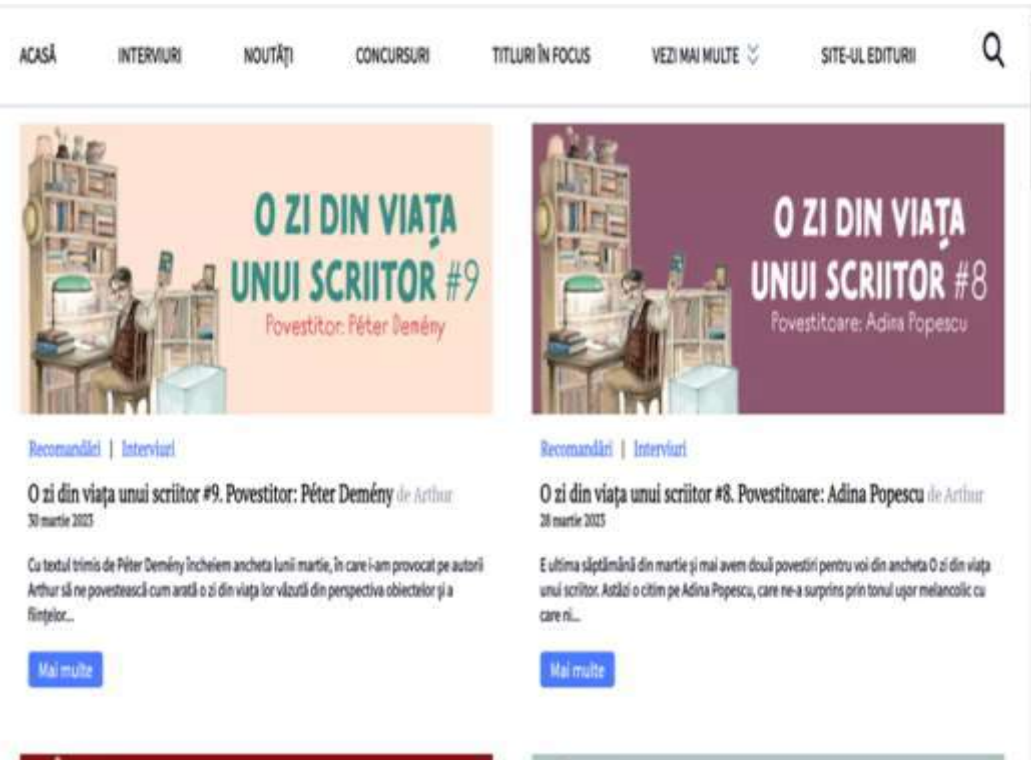 ACASĂ INTERVIURI NOUTĂȚI CONCURSURI TITLURI ÎN FOCUS VEZI MAI MULTE SITE-UL EDITURII
O ZI DIN VIAȚA
UNUI SCRIITOR #9
Povestitor: Péter Demény
Recomandări | Interviuri
O zi din viața unui scriitor #9. Povestitor: Péter Demény de Arthur
30 martie 2023
Cu textul trimis de Péter Demény încheiem ancheta lunii martie, în care i-am provocat pe autorii
Arthur să ne povestească cum arată o zi din viața lor văzută din perspectiva obiectelor și a
ființelor...
Mai multe
O ZI DIN VIAȚA
UNUI SCRIITOR #8
Povestitoare: Adina Popescu
Recomandări | Interviuri
O zi din viața unui scriitor #8. Povestitoare: Adina Popescu de Arthur
28 martie 2023
E ultima săptămână din martie și mai avem două povestiri pentru voi din ancheta O zi din viața
unui scriitor. Astăzi o citim pe Adina Popescu, care ne-a surprins prin tonul ușor melancolic cu
care ni...
Mai multe